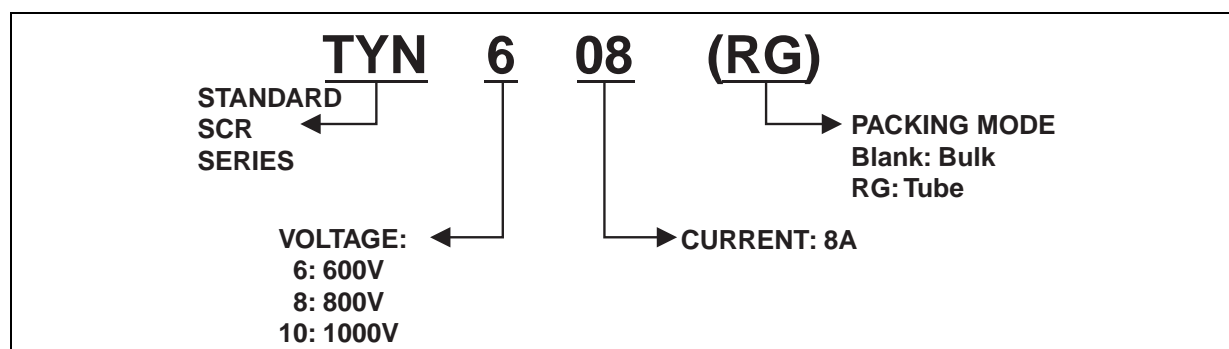 TYN 6 08 (RG)
STANDARD
SCR
SERIES
PACKING MODE
Blank: Bulk
RG: Tube
VOLTAGE:
6: 600V
8: 800V
10: 1000V
CURRENT: 8A